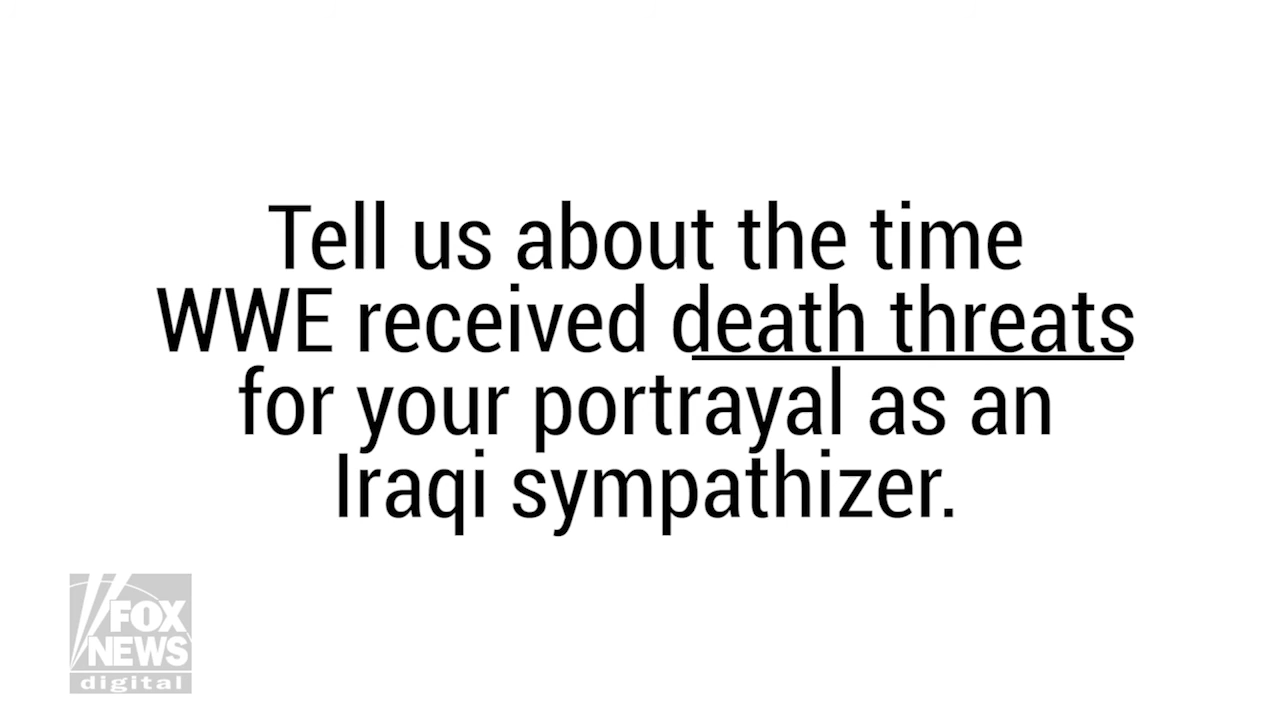 Tell us about the time
WWE received death threats
for your portrayal as an
Iraqi sympathizer.
FOX
NEWS
digital